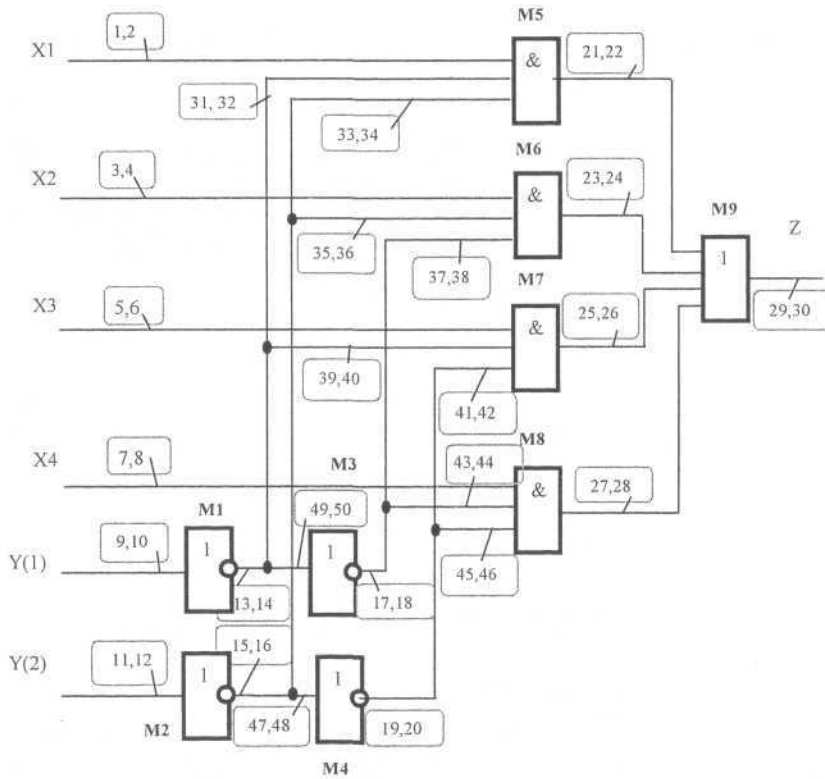 M5
1,2
21,22
X1
&
31, 32
33,34
M6
X2
3,4
&
23,24
M9
Z
1
35,36
37,38
M7
29,30
X3
5,6
&
25,26
39,40
41,42
M8
X4
7,8
M3
43,44
&
27,28
M1
49,50
9,10
1
1
45,46
Y(1)
13,14
17,18
15,16
Y(2)
11,12
1
1
47,48
19,20
M2
M4